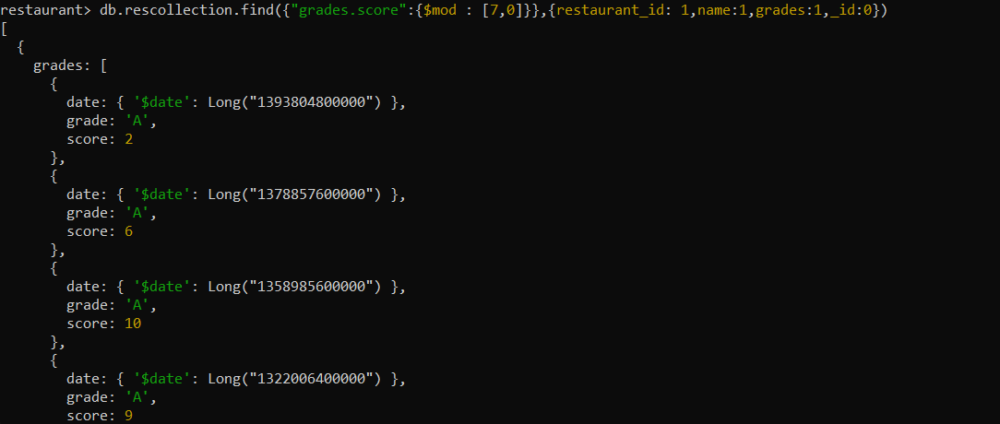 restaurant> db.rescollection.find({"grades.score":{$mod : [7,0]}},{restaurant_id: 1,name:1,grades:1,_id:0})
[
  {
    grades: [
      {
        date: { '$date': Long("1393804800000") },
        grade: 'A',
        score: 2
      },
      {
        date: { '$date': Long("1378857600000") },
        grade: 'A',
        score: 6
      },
      {
        date: { '$date': Long("1358985600000") },
        grade: 'A',
        score: 10
      },
      {
        date: { '$date': Long("1322006400000") },
        grade: 'A',
        score: 9